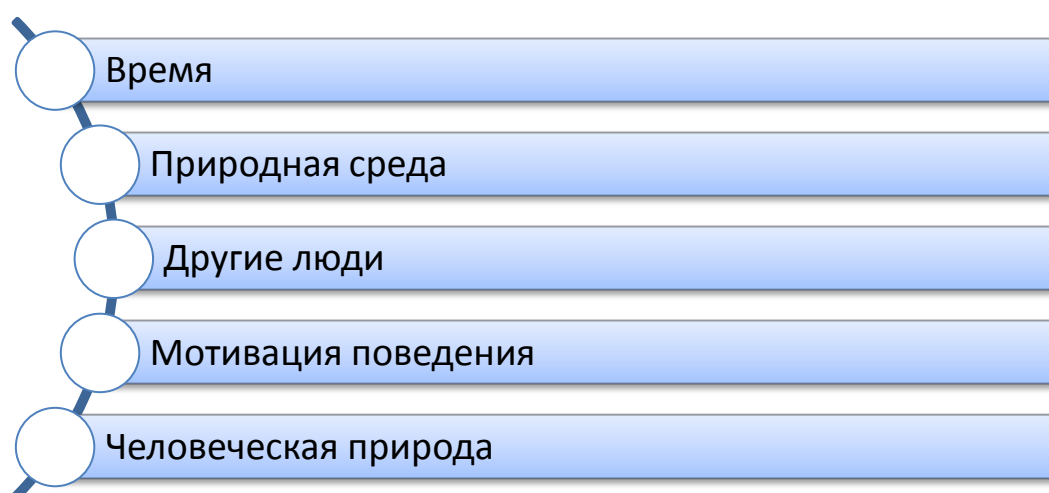 Время
Природная среда
Другие люди
Мотивация поведения
Человеческая природа